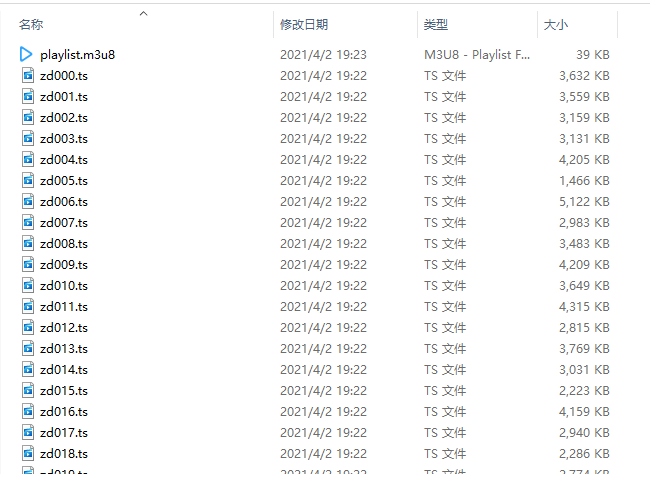 名称 修改日期 类型 大小
playlist.m3u8 2021/4/2 19:23 M3U8 - Playlist F... 39 KB
zd000.ts 2021/4/2 19:22 TS 文件 3,632 KB
zd001.ts 2021/4/2 19:22 TS 文件 3,559 KB
zd002.ts 2021/4/2 19:22 TS 文件 3,159 KB
zd003.ts 2021/4/2 19:22 TS 文件 3,131 KB
zd004.ts 2021/4/2 19:22 TS 文件 4,205 KB
zd005.ts 2021/4/2 19:22 TS 文件 1,466 KB
zd006.ts 2021/4/2 19:22 TS 文件 5,122 KB
zd007.ts 2021/4/2 19:22 TS 文件 2,983 KB
zd008.ts 2021/4/2 19:22 TS 文件 3,483 KB
zd009.ts 2021/4/2 19:22 TS 文件 4,209 KB
zd010.ts 2021/4/2 19:22 TS 文件 3,649 KB
zd011.ts 2021/4/2 19:22 TS 文件 4,315 KB
zd012.ts 2021/4/2 19:22 TS 文件 2,815 KB
zd013.ts 2021/4/2 19:22 TS 文件 3,769 KB
zd014.ts 2021/4/2 19:22 TS 文件 3,031 KB
zd015.ts 2021/4/2 19:22 TS 文件 2,223 KB
zd016.ts 2021/4/2 19:22 TS 文件 4,159 KB
zd017.ts 2021/4/2 19:22 TS 文件 2,940 KB
zd018.ts 2021/4/2 19:22 TS 文件 2,286 KB